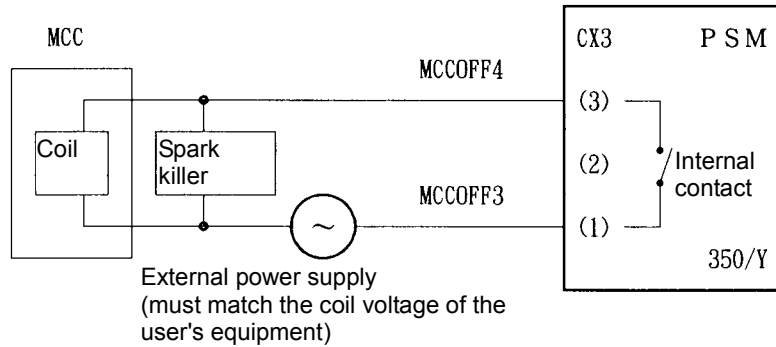 MCC
CX3 PSM
MCCOFF4
(3)
Coil
Spark
killer
(2)
Internal
contact
MCCOFF3
(1)
~
350/Y
External power supply
(must match the coil voltage of the
user's equipment)